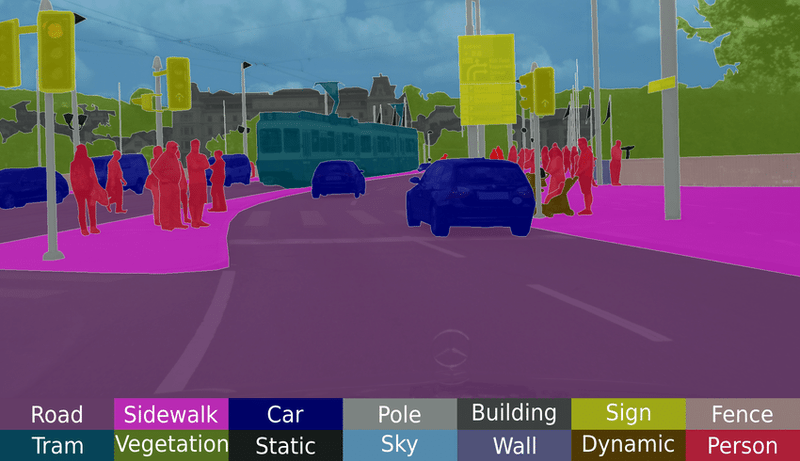 Road Sidewalk Car Pole Building Sign Fence
Tram Vegetation Static Sky Wall Dynamic Person